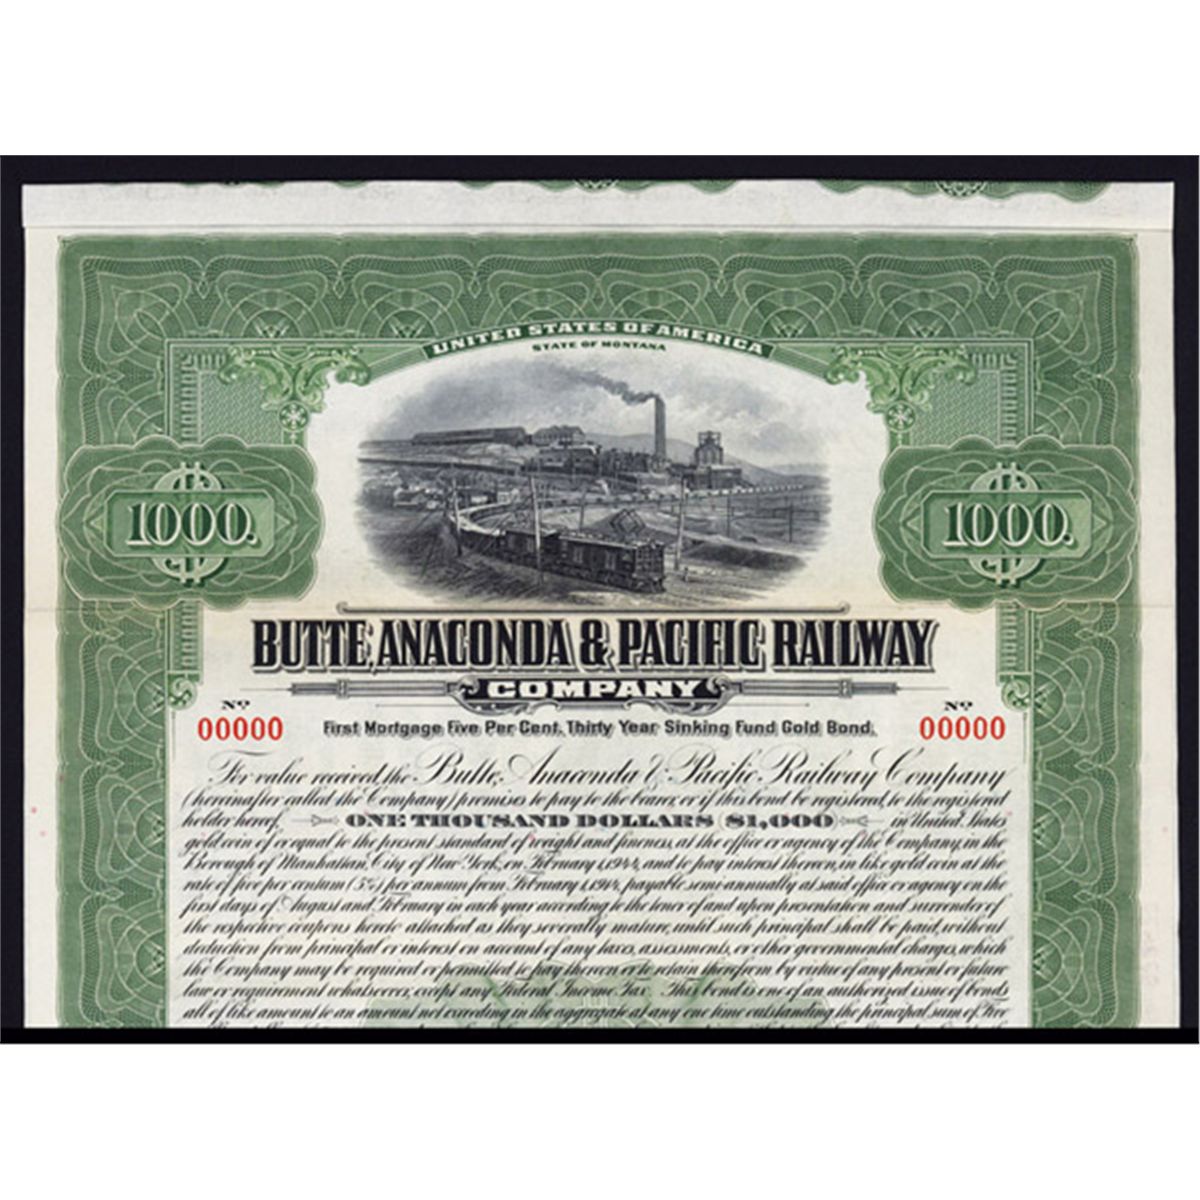 UNITED STATES OF AMERICA
STATE OF MONTANA
1000. 1000.
BUTTE, ANACONDA & PACIFIC RAILWAY
COMPANY
Nº Nº
00000 00000
First Mortgage Five Per Cent. Thirty Year Sinking Fund Gold Bond.
For value received, the Butte, Anaconda & Pacific Railway Company
(hereinafter called the Company) promises to pay to the bearer, or if this bond be registered, to the registered
holder hereof, ONE THOUSAND DOLLARS ($1,000) in United States
gold coin of or equal to the present standard of weight and fineness, at the office or agency of the Company, in the
Borough of Manhattan, City of New York, on February 1, 1944, and to pay interest thereon, in like gold coin at the
rate of five per centum (5%) per annum from February 1, 1914, payable semi-annually at said office or agency on the
first days of August and February in each year according to the tenor of and upon presentation and surrender of
the respective coupons hereto attached as they severally mature, until such principal shall be paid, without
deduction from principal or interest on account of any taxes, assessments, or other governmental charges, which
the Company may be required or permitted to pay thereon or to retain therefrom by virtue of any present or future
law or requirement whatsoever, except any Federal Income Tax. This bond is one of an authorized issue of bonds
all of like amount to an amount not exceeding in the aggregate at any one time outstanding the principal sum of Five